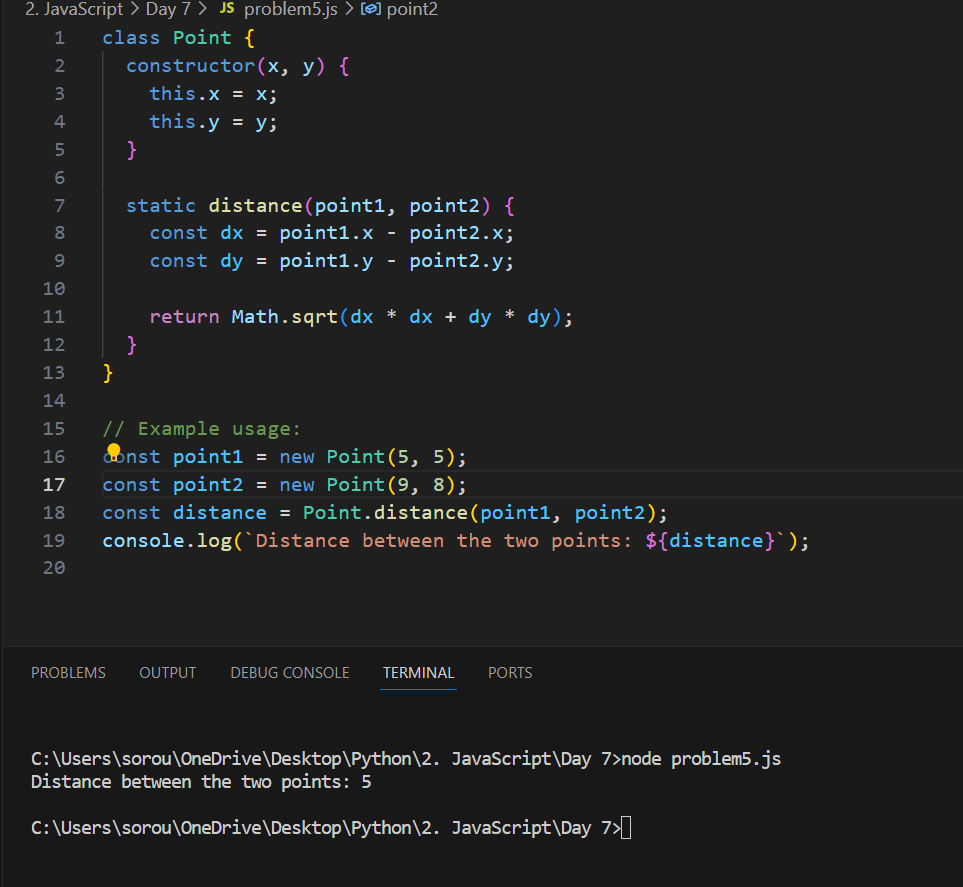 2. JavaScript > Day 7 > JS problem5.js > point2
1 class Point {
2   constructor(x, y) {
3     this.x = x;
4     this.y = y;
5   }
6
7   static distance(point1, point2) {
8     const dx = point1.x - point2.x;
9     const dy = point1.y - point2.y;
10
11     return Math.sqrt(dx * dx + dy * dy);
12   }
13 }
14
15 // Example usage:
16 const point1 = new Point(5, 5);
17 const point2 = new Point(9, 8);
18 const distance = Point.distance(point1, point2);
19 console.log(`Distance between the two points: ${distance}`);
20
PROBLEMS OUTPUT DEBUG CONSOLE TERMINAL PORTS
C:\Users\sorou\OneDrive\Desktop\Python\2. JavaScript\Day 7>node problem5.js
Distance between the two points: 5
C:\Users\sorou\OneDrive\Desktop\Python\2. JavaScript\Day 7>